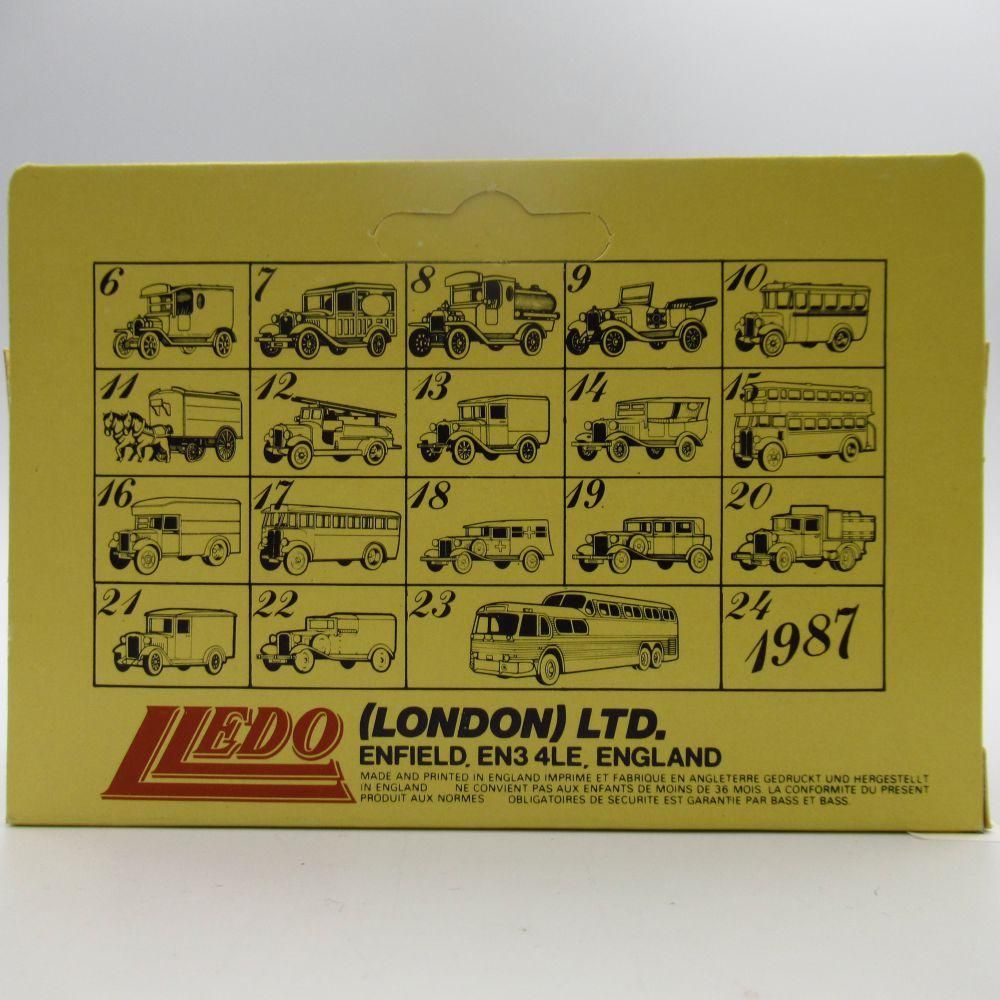 6 7 8 9 10
11 12 13 14 15
16 17 18 19 20
21 22 23 24
1987
LLEDO (LONDON) LTD.
ENFIELD, EN3 4LE, ENGLAND
MADE AND PRINTED IN ENGLAND IMPRIME ET FABRIQUE EN ANGLETERRE GEDRUCKT UND HERGESTELLT
IN ENGLAND NE CONVIENT PAS AUX ENFANTS DE MOINS DE 36 MOIS. LA CONFORMITE DU PRESENT
PRODUIT AUX NORMES OBLIGATOIRES DE SECURITE EST GARANTIE PAR BASS ET BASS.